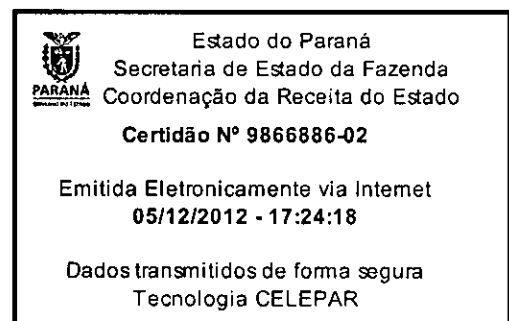 Estado do Paraná
Secretaria de Estado da Fazenda
PARANÁ
Coordenação da Receita do Estado
Certidão Nº 9866886-02
Emitida Eletronicamente via Internet
05/12/2012 - 17:24:18
Dados transmitidos de forma segura
Tecnologia CELEPAR